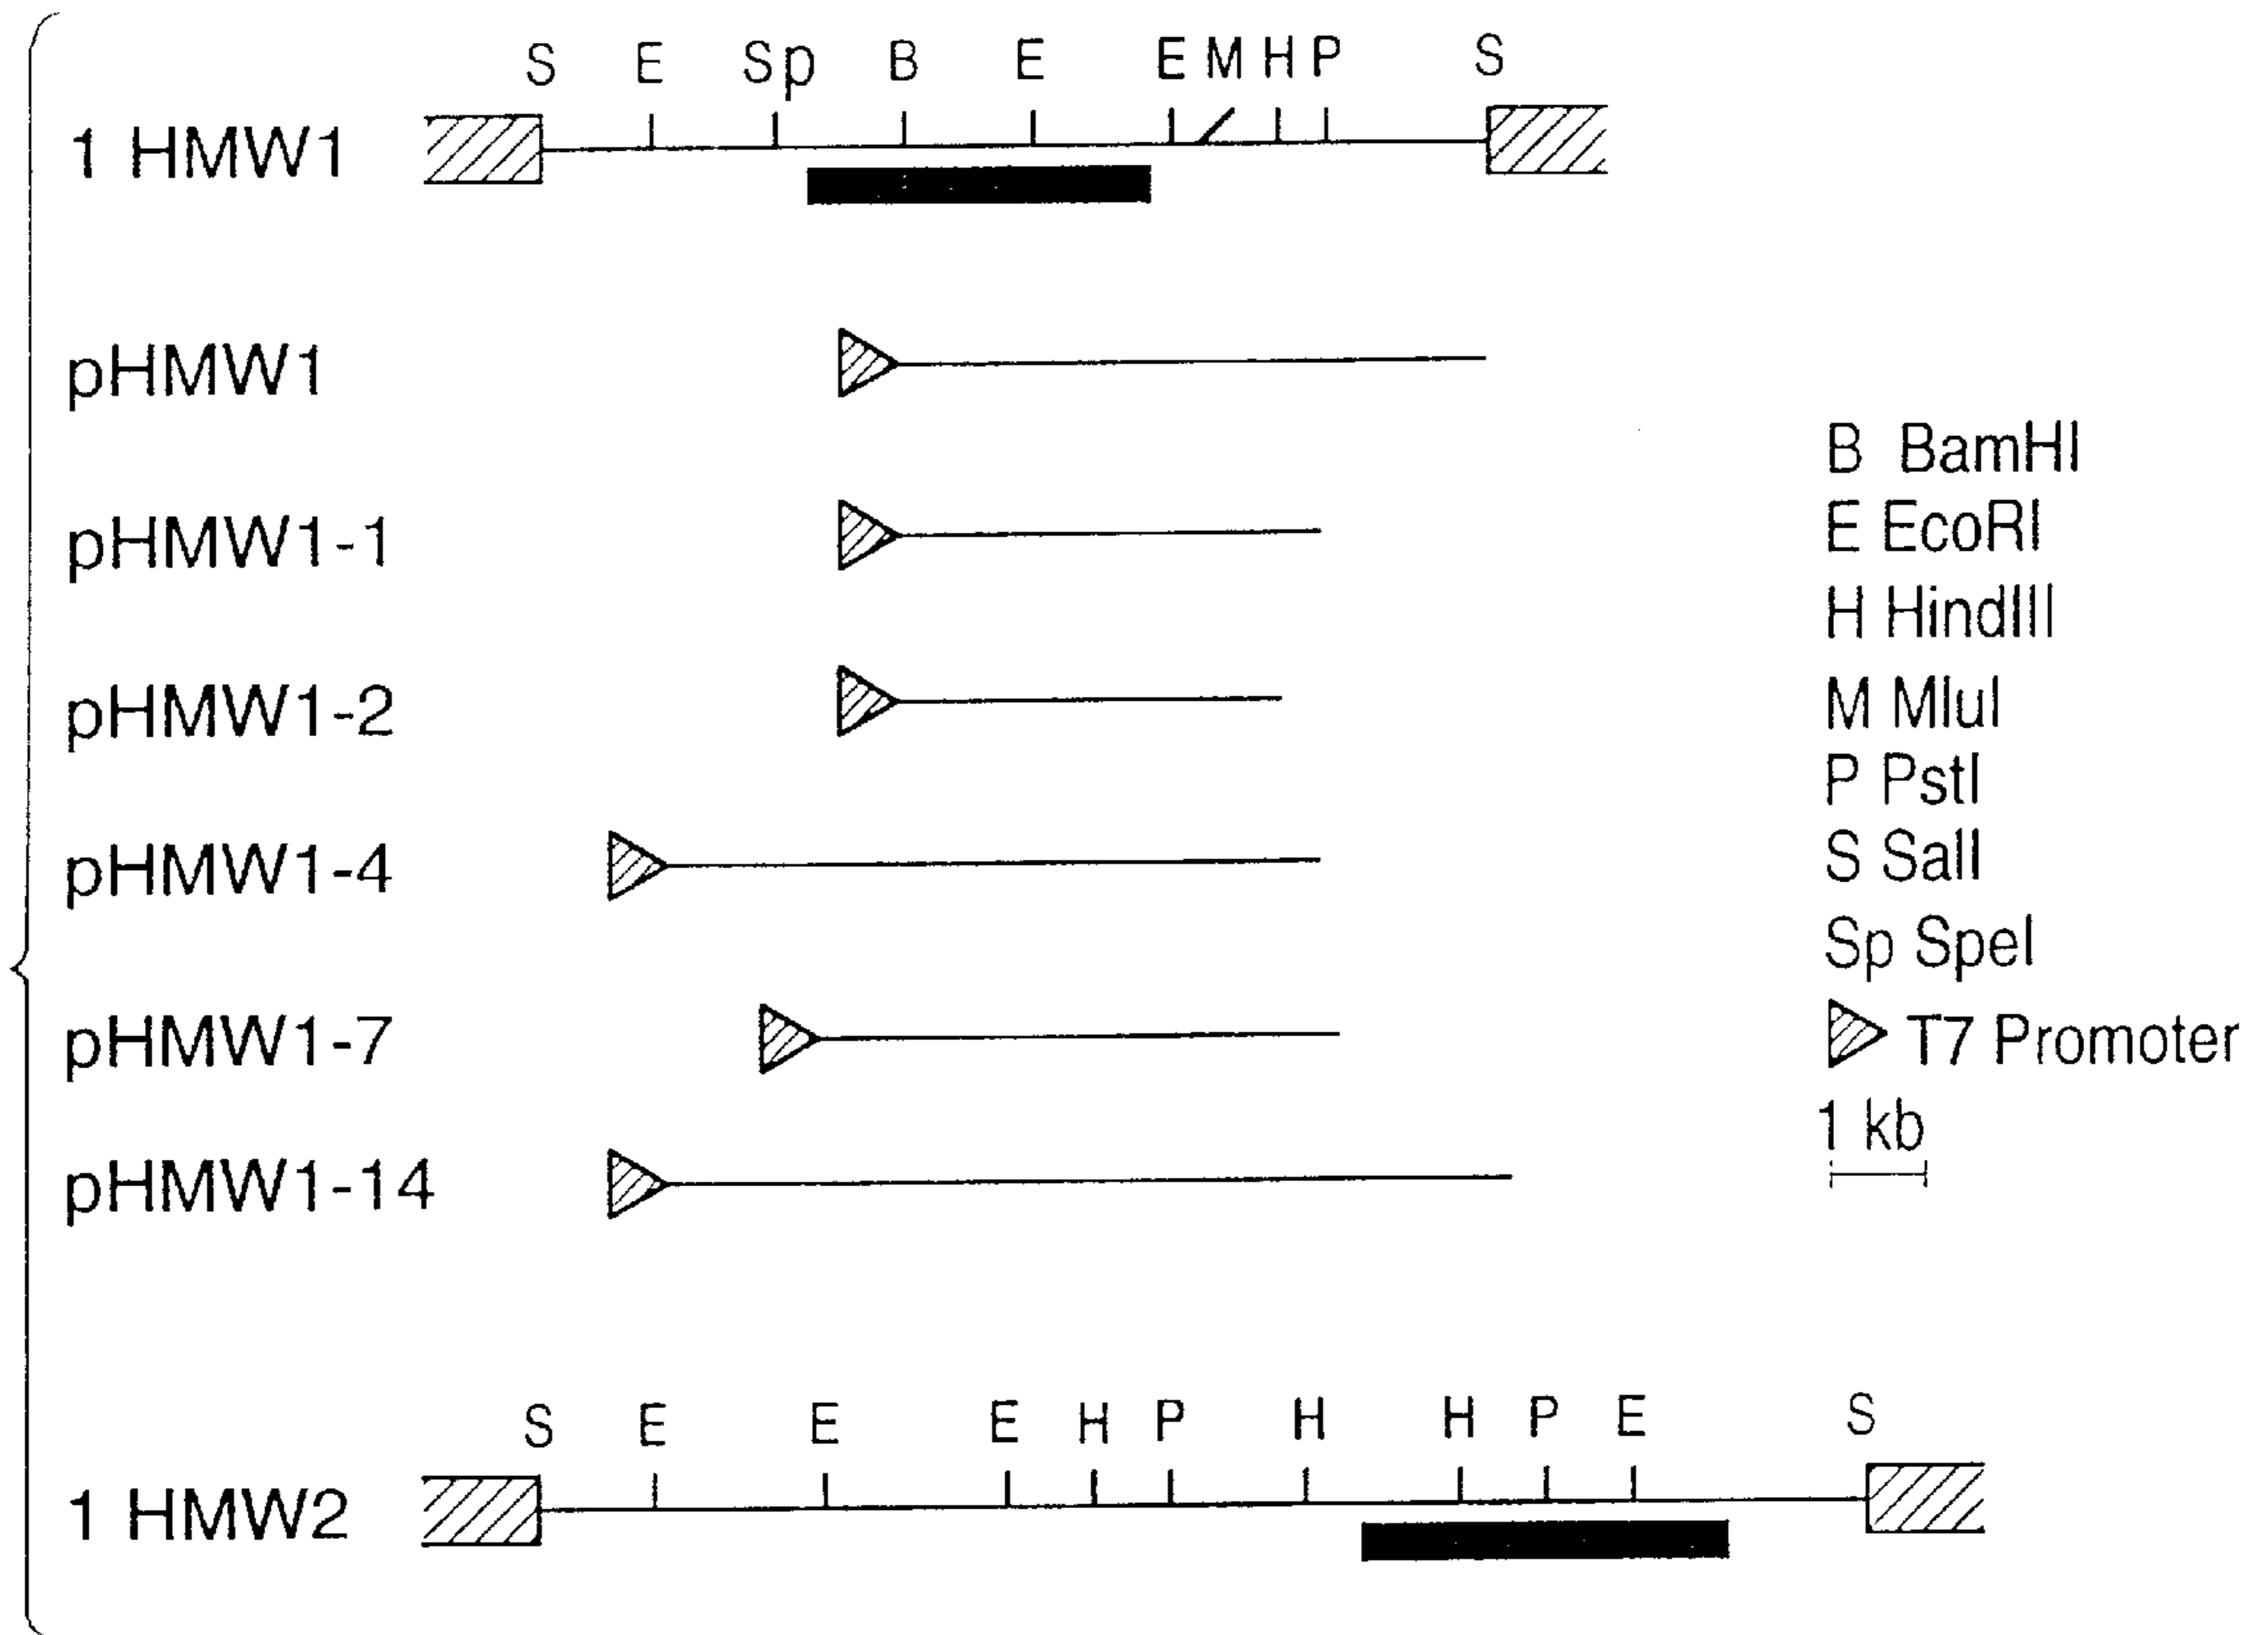 S E Sp B E E M H P S
1 HMW1
pHMW1
pHMW1-1
pHMW1-2
pHMW1-4
pHMW1-7
pHMW1-14
B BamHI
E EcoRI
H HindIII
M MluI
P PstI
S SalI
Sp SpeI
T7 Promoter
1 kb
S E E E H P H H P E S
1 HMW2